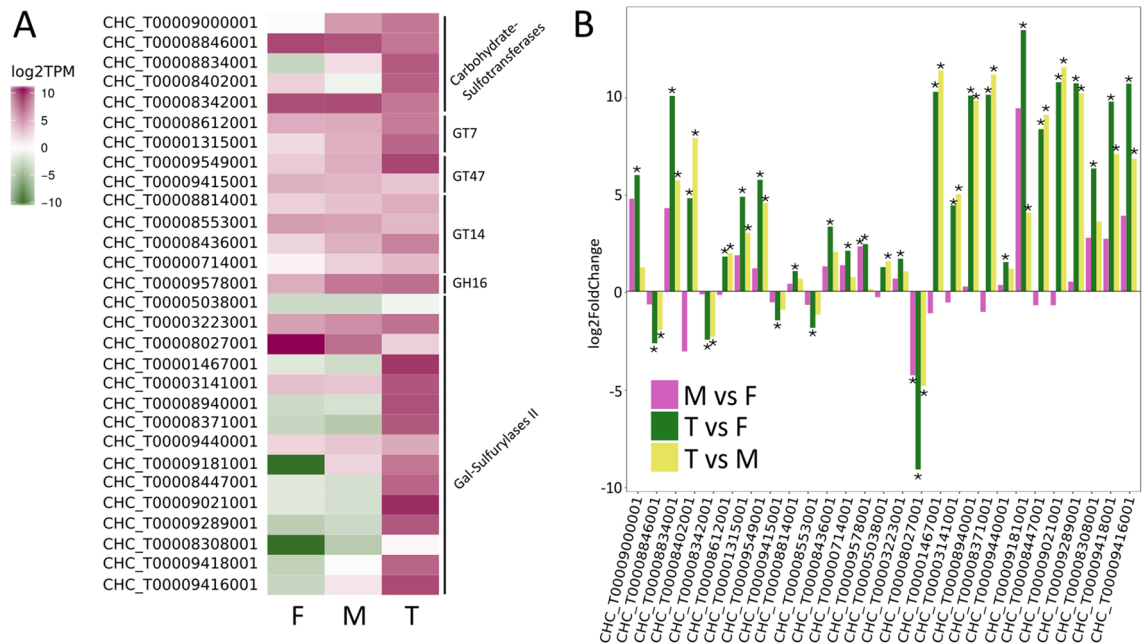 A
log2TPM
10
5
0
−5
−10
CHC_T00009000001
CHC_T00008846001
CHC_T00008834001
CHC_T00008402001
CHC_T00008342001
CHC_T00008612001
CHC_T00001315001
CHC_T00009549001
CHC_T00009415001
CHC_T00008814001
CHC_T00008553001
CHC_T00008436001
CHC_T00000714001
CHC_T00009578001
CHC_T00005038001
CHC_T00003223001
CHC_T00008027001
CHC_T00001467001
CHC_T00003141001
CHC_T00008940001
CHC_T00008371001
CHC_T00009440001
CHC_T00009181001
CHC_T00008447001
CHC_T00009021001
CHC_T00009289001
CHC_T00008308001
CHC_T00009418001
CHC_T00009416001
Carbohydrate-
Sulfotransferases
GT7
GT47
GT14
GH16
Gal-Sulfurylases II
F M T
B
log2FoldChange
10
5
0
-5
-10
M vs F
T vs F
T vs M
CHC_T00009000001
CHC_T00008846001
CHC_T00008834001
CHC_T00008402001
CHC_T00008342001
CHC_T00008612001
CHC_T00001315001
CHC_T00009549001
CHC_T00009415001
CHC_T00008814001
CHC_T00008553001
CHC_T00008436001
CHC_T00000714001
CHC_T00009578001
CHC_T00005038001
CHC_T00003223001
CHC_T00008027001
CHC_T00001467001
CHC_T00003141001
CHC_T00008940001
CHC_T00008371001
CHC_T00009440001
CHC_T00009181001
CHC_T00008447001
CHC_T00009021001
CHC_T00009289001
CHC_T00008308001
CHC_T00009418001
CHC_T00009416001